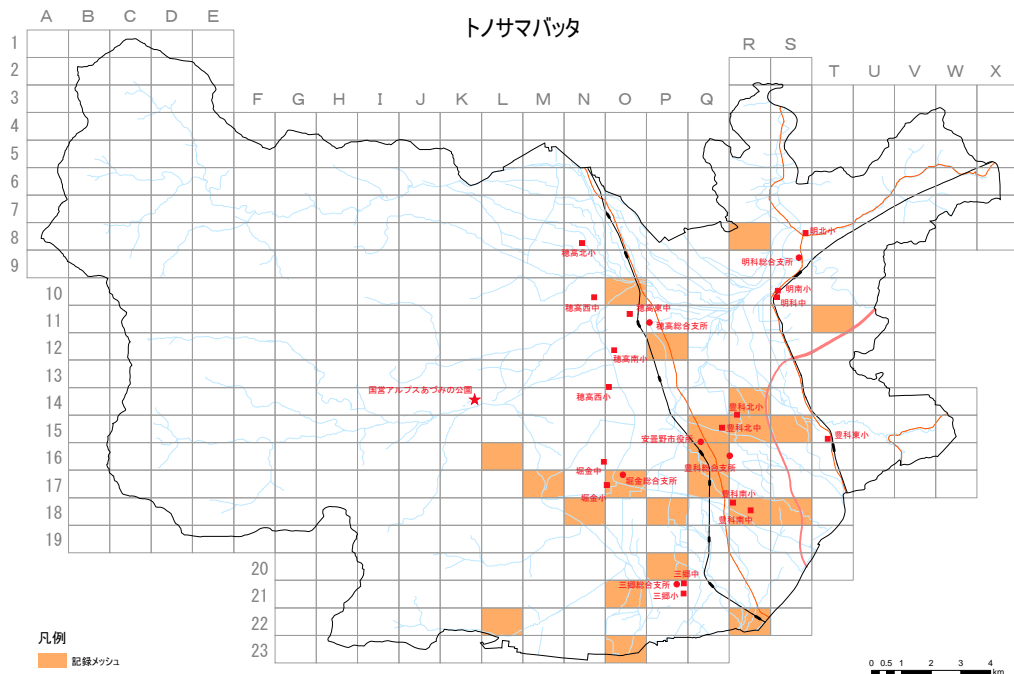 トノサマバッタ
A B C D E
R S
F G H I J K L M N O P Q
T U V W X
1
2
3
4
5
6
7
8
9
10
11
12
13
14
15
16
17
18
19
20
21
22
23
明北小
穂高北小
明科総合支所
明南小
明科中
穂高西中
穂高東中
穂高総合支所
穂高南小
国営アルプスあづみの公園
穂高西小
豊科北小
豊科北中
安曇野市役所
豊科東小
豊科総合支所
堀金中
堀金総合支所
堀金小
豊科南小
豊科南中
三郷中
三郷総合支所
三郷小
凡例
記録メッシュ
0 0.5 1 2 3 4
km